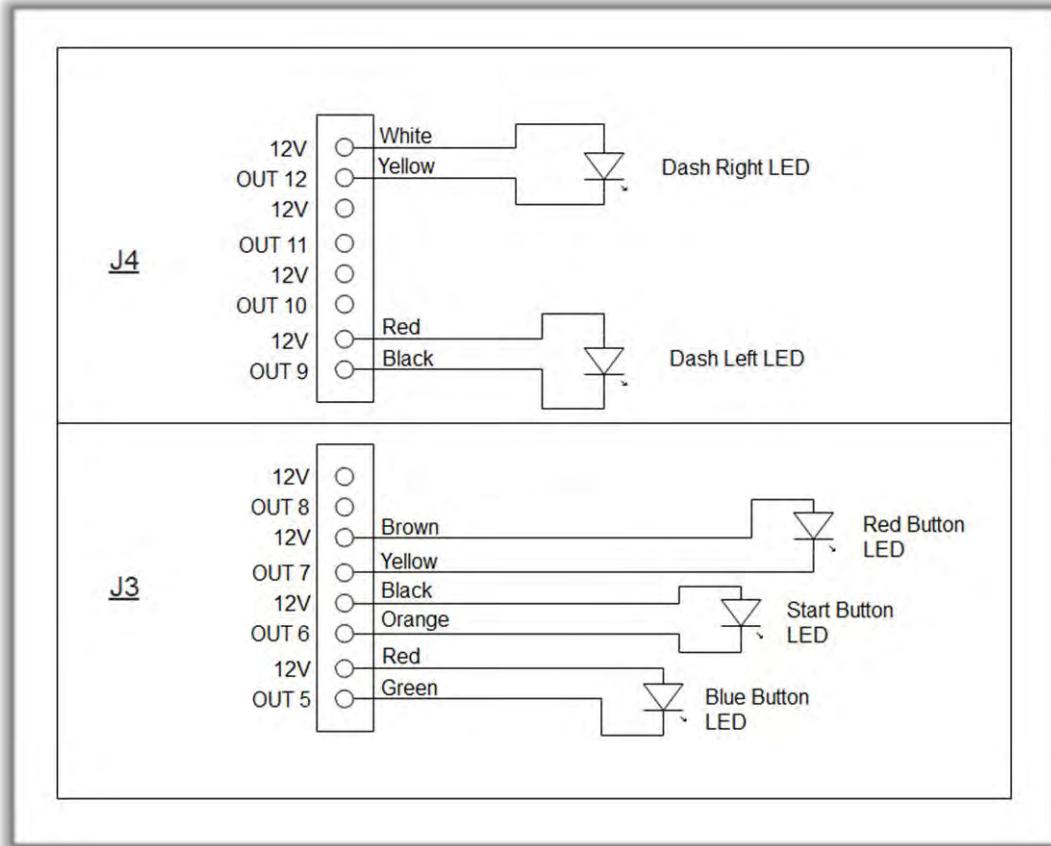 J4
12V
White
OUT 12
Yellow
Dash Right LED
12V
OUT 11
12V
OUT 10
12V
Red
OUT 9
Black
Dash Left LED
J3
12V
OUT 8
12V
Brown
OUT 7
Yellow
Red Button
LED
12V
Black
OUT 6
Orange
Start Button
LED
12V
Red
OUT 5
Green
Blue Button
LED